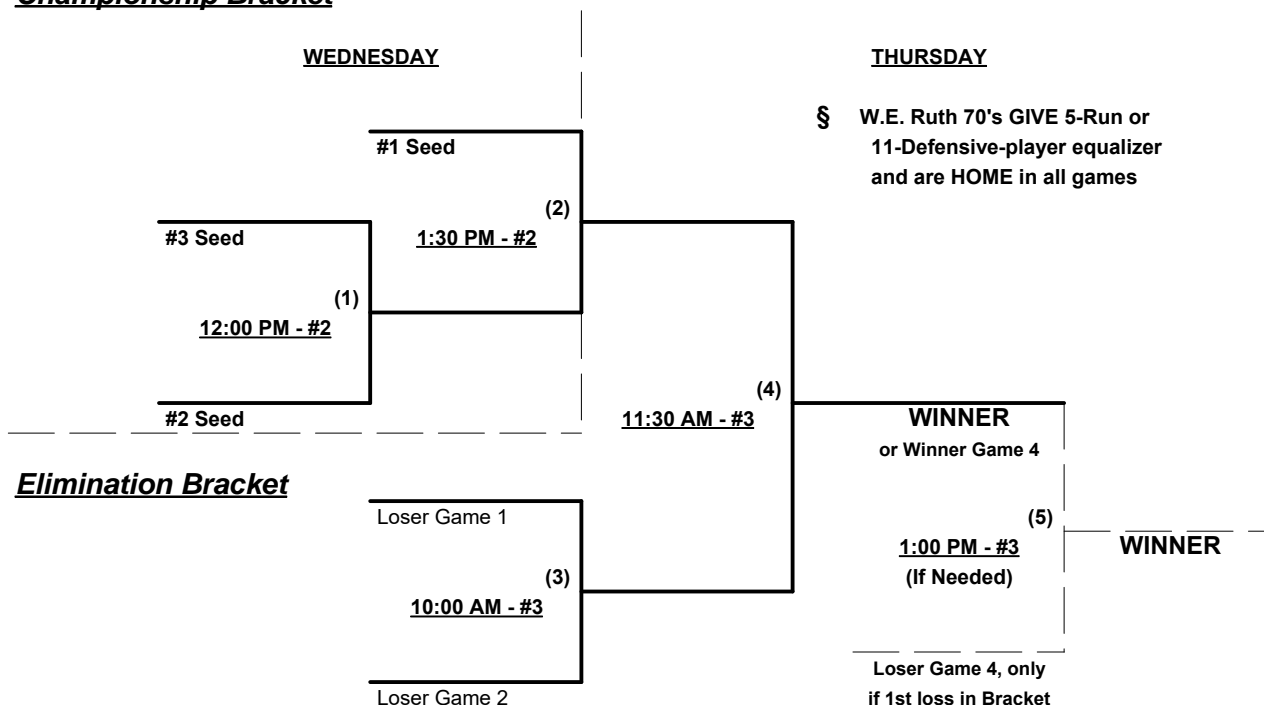 Championship Bracket
WEDNESDAY
THURSDAY
§ W.E. Ruth 70's GIVE 5-Run or
11-Defensive-player equalizer
and are HOME in all games
#1 Seed
(2)
1:30 PM - #2
#3 Seed
(1)
12:00 PM - #2
#2 Seed
(4)
11:30 AM - #3
WINNER
or Winner Game 4
Elimination Bracket
Loser Game 1
(3)
10:00 AM - #3
Loser Game 2
(5)
1:00 PM - #3
(If Needed)
WINNER
Loser Game 4, only
if 1st loss in Bracket